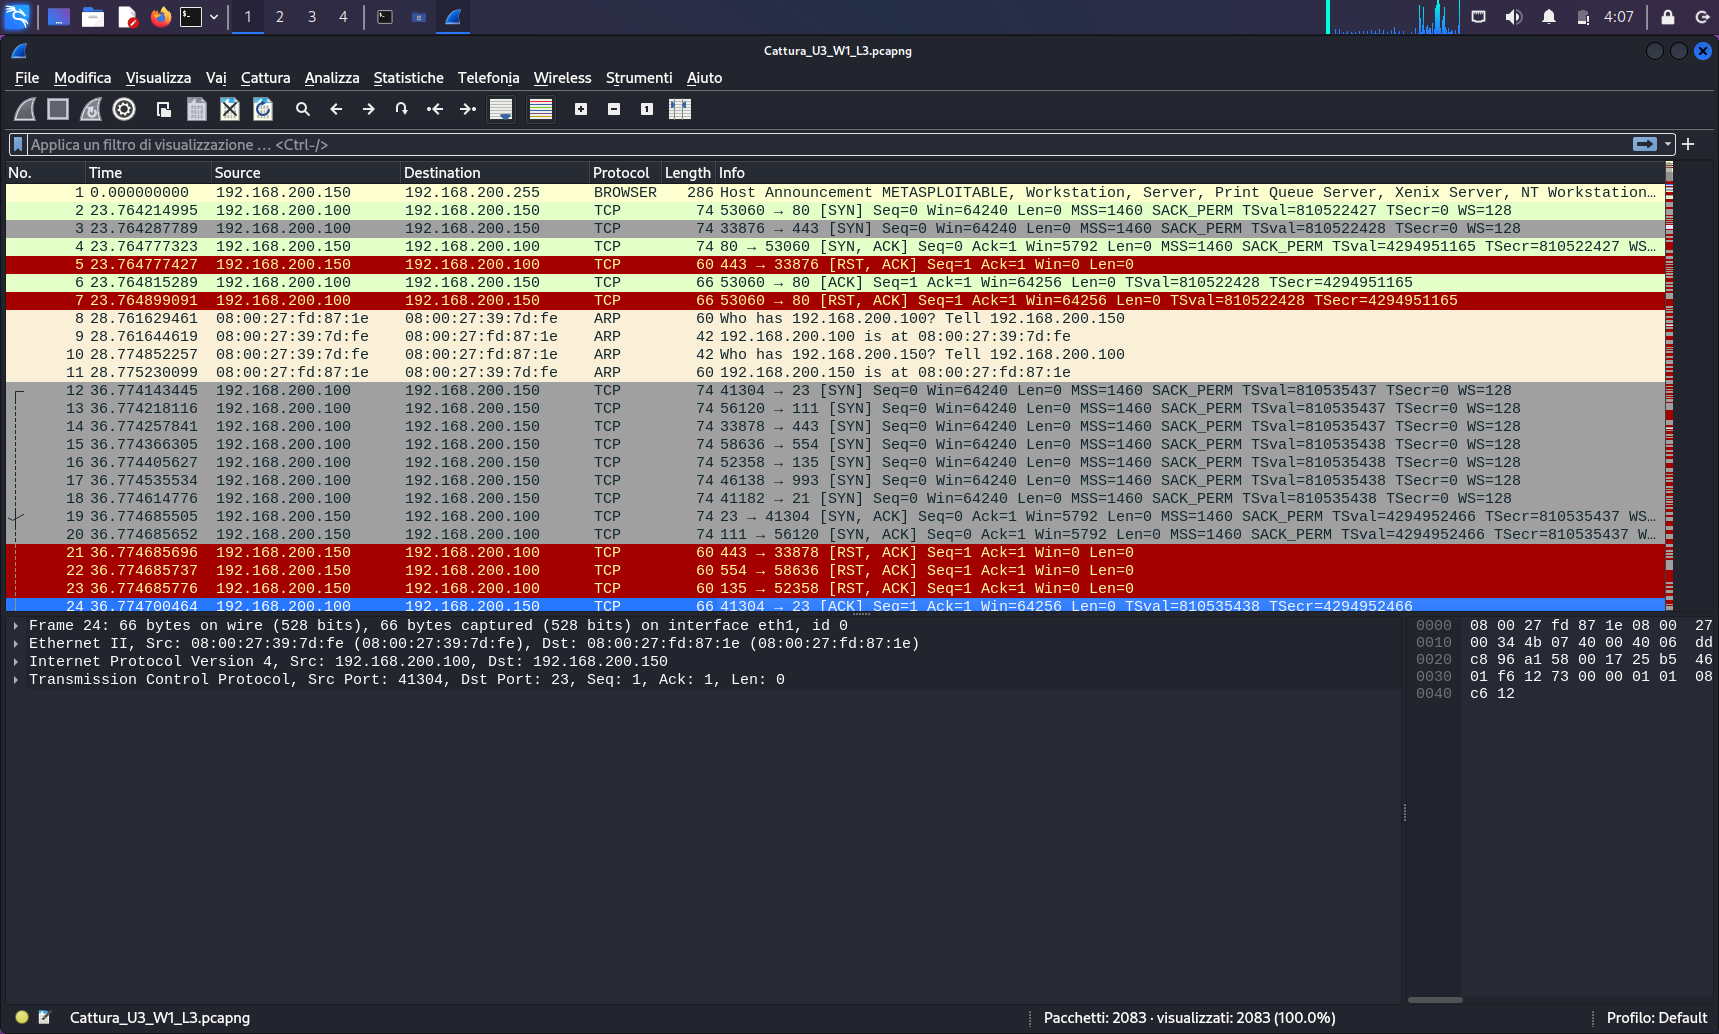 1 2 3 4 4:07
Cattura_U3_W1_L3.pcapng
File Modifica Visualizza Vai Cattura Analizza Statistiche Telefonia Wireless Strumenti Aiuto
Applica un filtro di visualizzazione … <Ctrl-/>
No. Time Source Destination Protocol Length Info
1 0.000000000 192.168.200.150 192.168.200.255 BROWSER 286 Host Announcement METASPLOITABLE, Workstation, Server, Print Queue Server, Xenix Server, NT Workstation…
2 23.764214995 192.168.200.100 192.168.200.150 TCP 74 53060 → 80 [SYN] Seq=0 Win=64240 Len=0 MSS=1460 SACK_PERM TSval=810522427 TSecr=0 WS=128
3 23.764287789 192.168.200.100 192.168.200.150 TCP 74 33876 → 443 [SYN] Seq=0 Win=64240 Len=0 MSS=1460 SACK_PERM TSval=810522428 TSecr=0 WS=128
4 23.764777323 192.168.200.150 192.168.200.100 TCP 74 80 → 53060 [SYN, ACK] Seq=0 Ack=1 Win=5792 Len=0 MSS=1460 SACK_PERM TSval=4294951165 TSecr=810522427 WS…
5 23.764777427 192.168.200.150 192.168.200.100 TCP 60 443 → 33876 [RST, ACK] Seq=1 Ack=1 Win=0 Len=0
6 23.764815289 192.168.200.100 192.168.200.150 TCP 66 53060 → 80 [ACK] Seq=1 Ack=1 Win=64256 Len=0 TSval=810522428 TSecr=4294951165
7 23.764899091 192.168.200.100 192.168.200.150 TCP 66 53060 → 80 [RST, ACK] Seq=1 Ack=1 Win=64256 Len=0 TSval=810522428 TSecr=4294951165
8 28.761629461 08:00:27:fd:87:1e 08:00:27:39:7d:fe ARP 60 Who has 192.168.200.100? Tell 192.168.200.150
9 28.761644619 08:00:27:39:7d:fe 08:00:27:fd:87:1e ARP 42 192.168.200.100 is at 08:00:27:39:7d:fe
10 28.774852257 08:00:27:39:7d:fe 08:00:27:fd:87:1e ARP 42 Who has 192.168.200.150? Tell 192.168.200.100
11 28.775230099 08:00:27:fd:87:1e 08:00:27:39:7d:fe ARP 60 192.168.200.150 is at 08:00:27:fd:87:1e
12 36.774143445 192.168.200.100 192.168.200.150 TCP 74 41304 → 23 [SYN] Seq=0 Win=64240 Len=0 MSS=1460 SACK_PERM TSval=810535437 TSecr=0 WS=128
13 36.774218116 192.168.200.100 192.168.200.150 TCP 74 56120 → 111 [SYN] Seq=0 Win=64240 Len=0 MSS=1460 SACK_PERM TSval=810535437 TSecr=0 WS=128
14 36.774257841 192.168.200.100 192.168.200.150 TCP 74 33878 → 443 [SYN] Seq=0 Win=64240 Len=0 MSS=1460 SACK_PERM TSval=810535437 TSecr=0 WS=128
15 36.774366305 192.168.200.100 192.168.200.150 TCP 74 58636 → 554 [SYN] Seq=0 Win=64240 Len=0 MSS=1460 SACK_PERM TSval=810535438 TSecr=0 WS=128
16 36.774405627 192.168.200.100 192.168.200.150 TCP 74 52358 → 135 [SYN] Seq=0 Win=64240 Len=0 MSS=1460 SACK_PERM TSval=810535438 TSecr=0 WS=128
17 36.774535534 192.168.200.100 192.168.200.150 TCP 74 46138 → 993 [SYN] Seq=0 Win=64240 Len=0 MSS=1460 SACK_PERM TSval=810535438 TSecr=0 WS=128
18 36.774614776 192.168.200.100 192.168.200.150 TCP 74 41182 → 21 [SYN] Seq=0 Win=64240 Len=0 MSS=1460 SACK_PERM TSval=810535438 TSecr=0 WS=128
19 36.774685505 192.168.200.150 192.168.200.100 TCP 74 23 → 41304 [SYN, ACK] Seq=0 Ack=1 Win=5792 Len=0 MSS=1460 SACK_PERM TSval=4294952466 TSecr=810535437 WS…
20 36.774685652 192.168.200.150 192.168.200.100 TCP 74 111 → 56120 [SYN, ACK] Seq=0 Ack=1 Win=5792 Len=0 MSS=1460 SACK_PERM TSval=4294952466 TSecr=810535437 W…
21 36.774685696 192.168.200.150 192.168.200.100 TCP 60 443 → 33878 [RST, ACK] Seq=1 Ack=1 Win=0 Len=0
22 36.774685737 192.168.200.150 192.168.200.100 TCP 60 554 → 58636 [RST, ACK] Seq=1 Ack=1 Win=0 Len=0
23 36.774685776 192.168.200.150 192.168.200.100 TCP 60 135 → 52358 [RST, ACK] Seq=1 Ack=1 Win=0 Len=0
24 36.774700464 192.168.200.100 192.168.200.150 TCP 66 41304 → 23 [ACK] Seq=1 Ack=1 Win=64256 Len=0 TSval=810535438 TSecr=4294952466
Frame 24: 66 bytes on wire (528 bits), 66 bytes captured (528 bits) on interface eth1, id 0
Ethernet II, Src: 08:00:27:39:7d:fe (08:00:27:39:7d:fe), Dst: 08:00:27:fd:87:1e (08:00:27:fd:87:1e)
Internet Protocol Version 4, Src: 192.168.200.100, Dst: 192.168.200.150
Transmission Control Protocol, Src Port: 41304, Dst Port: 23, Seq: 1, Ack: 1, Len: 0
0000 08 00 27 fd 87 1e 08 00 27
0010 00 34 4b 07 40 00 40 06 dd
0020 c8 96 a1 58 00 17 25 b5 46
0030 01 f6 12 73 00 00 01 01 08
0040 c6 12
Cattura_U3_W1_L3.pcapng Pacchetti: 2083 · visualizzati: 2083 (100.0%) Profilo: Default